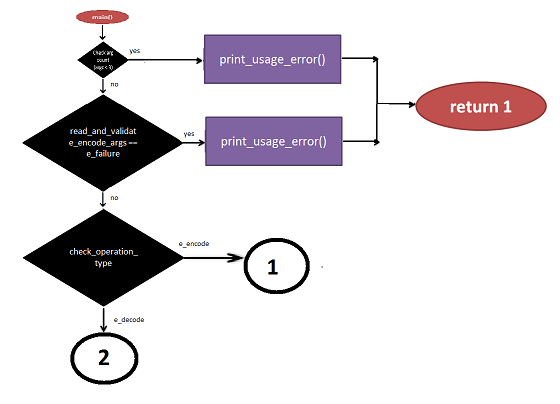 main()
Check arg
count
(args < 3)
yes
print_usage_error()
no
return 1
read_and_validat
e_encode_args ==
e_failure
yes
print_usage_error()
no
check_operation_
type
e_encode
1
e_decode
2